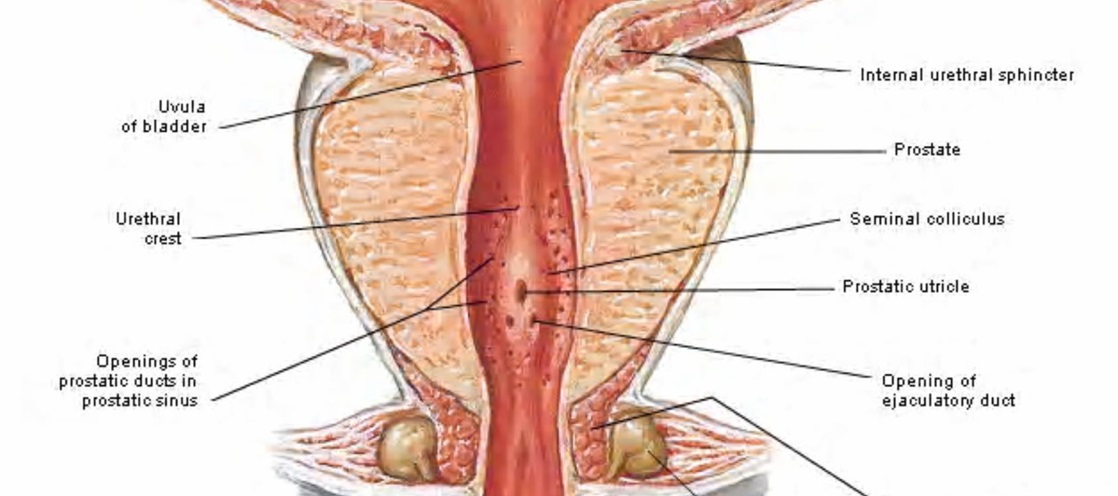 Uvula
of bladder
Urethral
crest
Openings of
prostatic ducts in
prostatic sinus
Internal urethral sphincter
Prostate
Seminal colliculus
Prostatic utricle
Opening of
ejaculatory duct